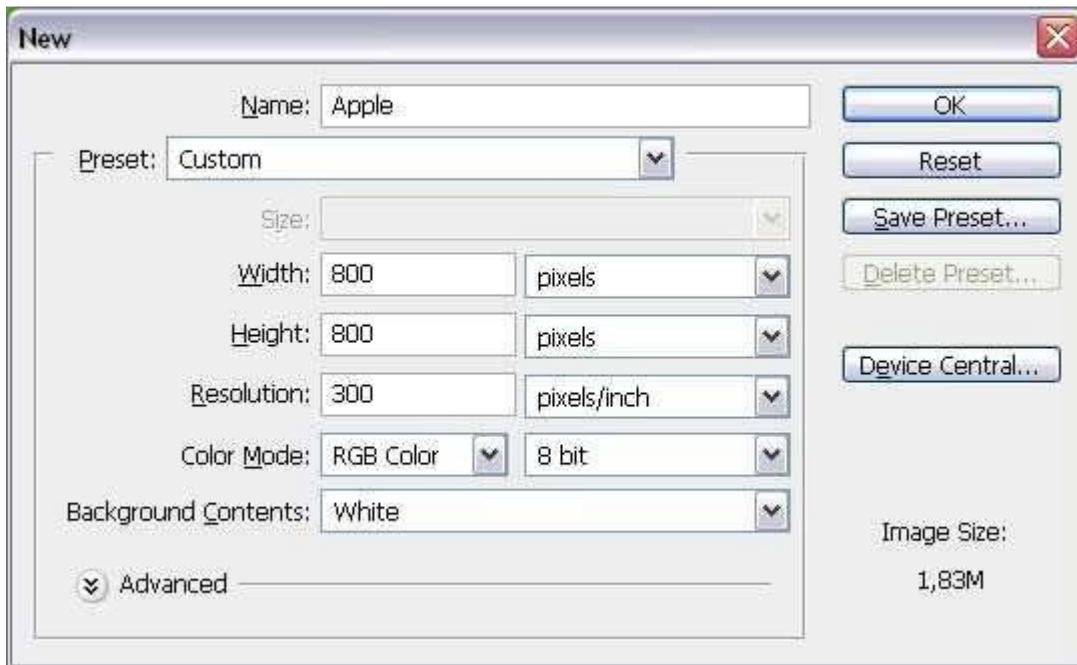 New
Name: Apple
OK
Preset: Custom
Reset
Size:
Save Preset...
Width: 800 pixels
Delete Preset...
Height: 800 pixels
Device Central...
Resolution: 300 pixels/inch
Color Mode: RGB Color 8 bit
Background Contents: White
Image Size:
Advanced
1,83M